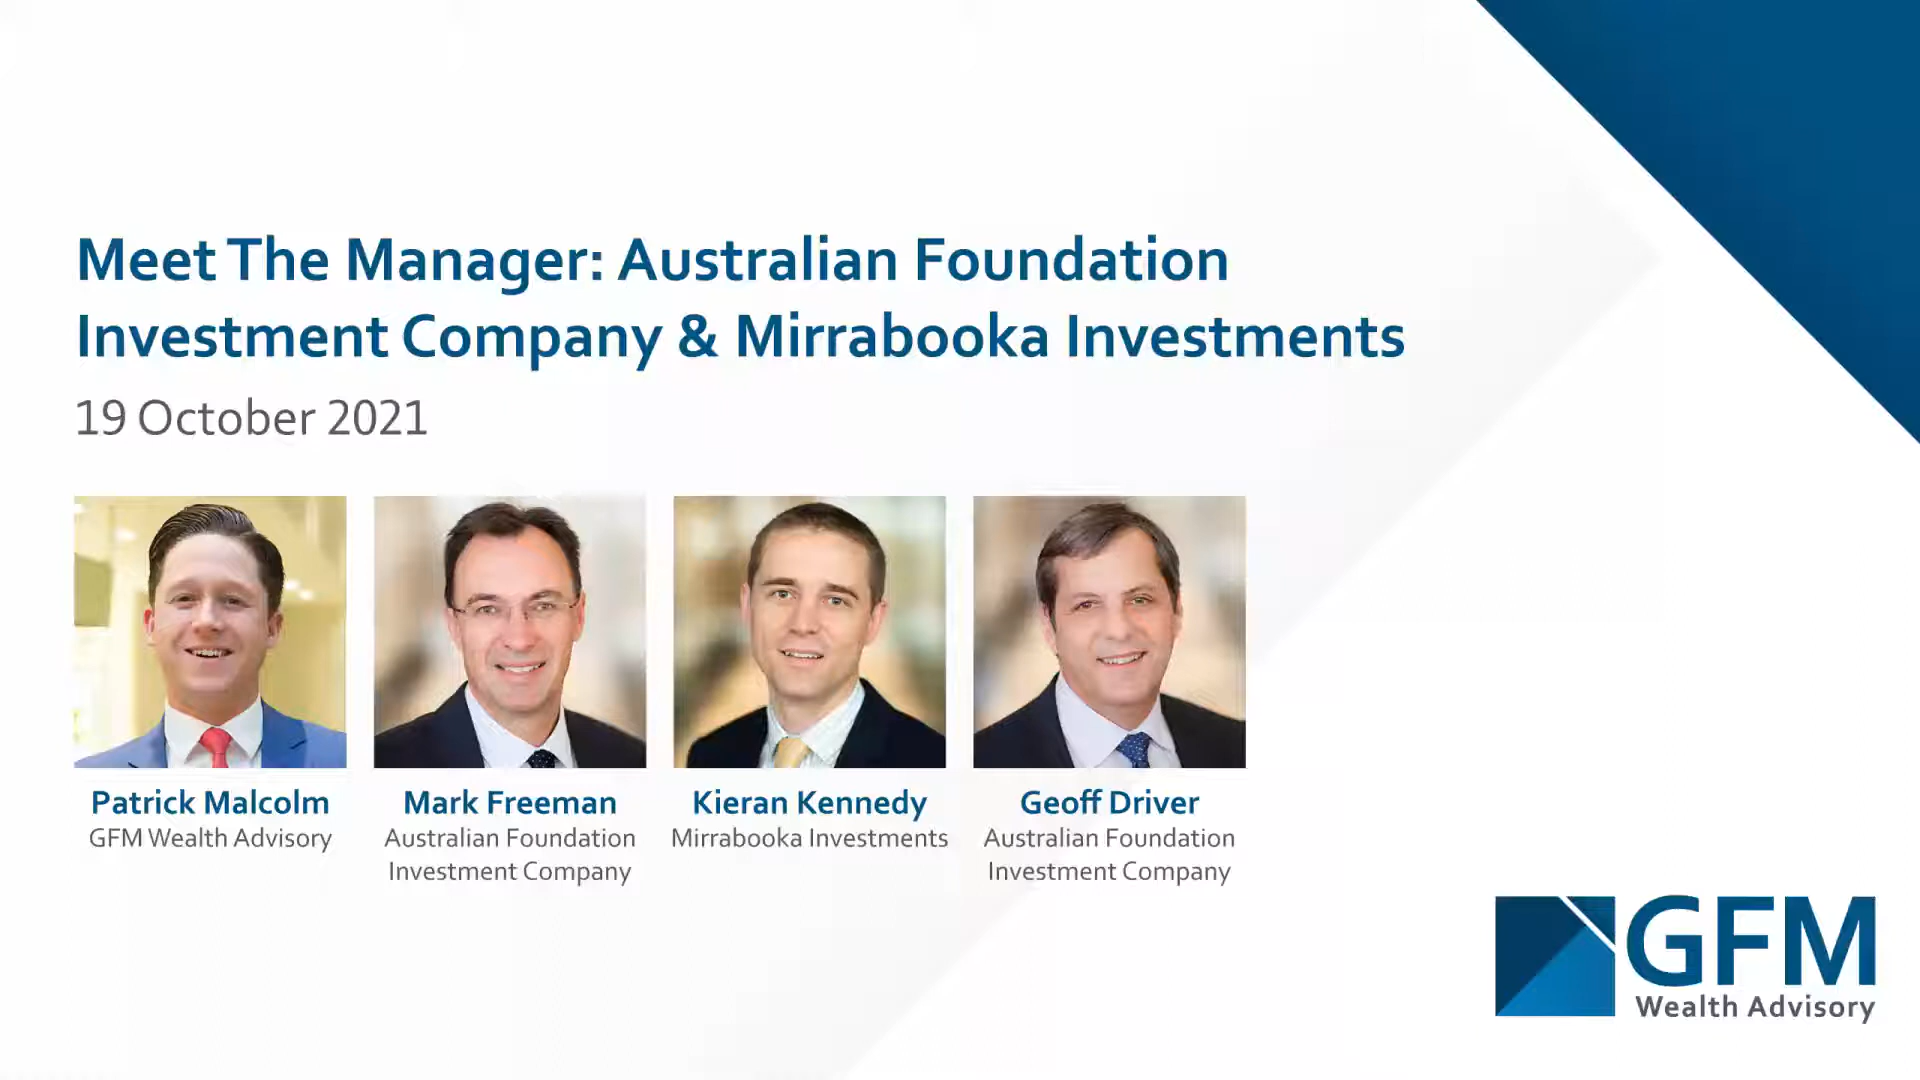 Meet The Manager: Australian Foundation
Investment Company & Mirrabooka Investments
19 October 2021
Patrick Malcolm
GFM Wealth Advisory
Mark Freeman
Australian Foundation
Investment Company
Kieran Kennedy
Mirrabooka Investments
Geoff Driver
Australian Foundation
Investment Company
GFM
Wealth Advisory